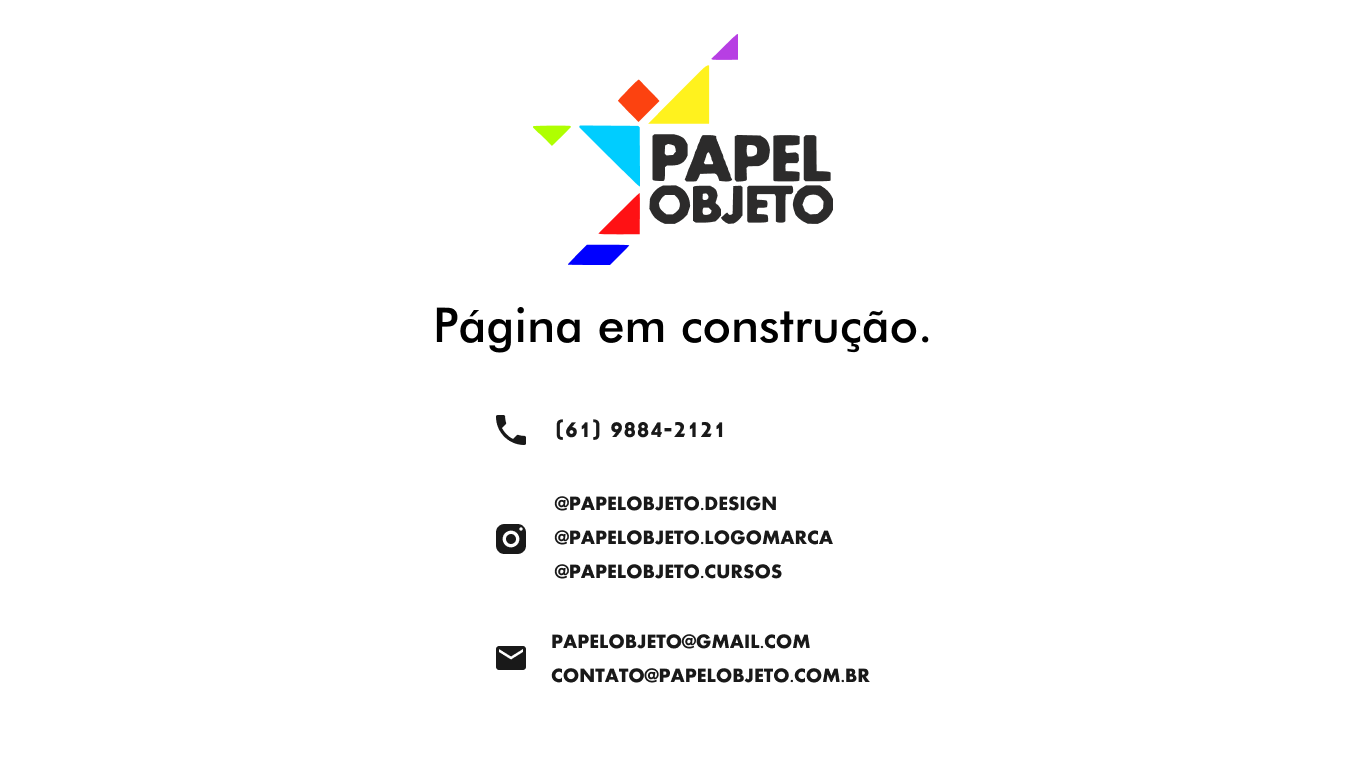 PAPEL
OBJETO
Página em construção.
(61) 9884-2121
@PAPELOBJETO.DESIGN
@PAPELOBJETO.LOGOMARCA
@PAPELOBJETO.CURSOS
PAPELOBJETO@GMAIL.COM
CONTATO@PAPELOBJETO.COM.BR